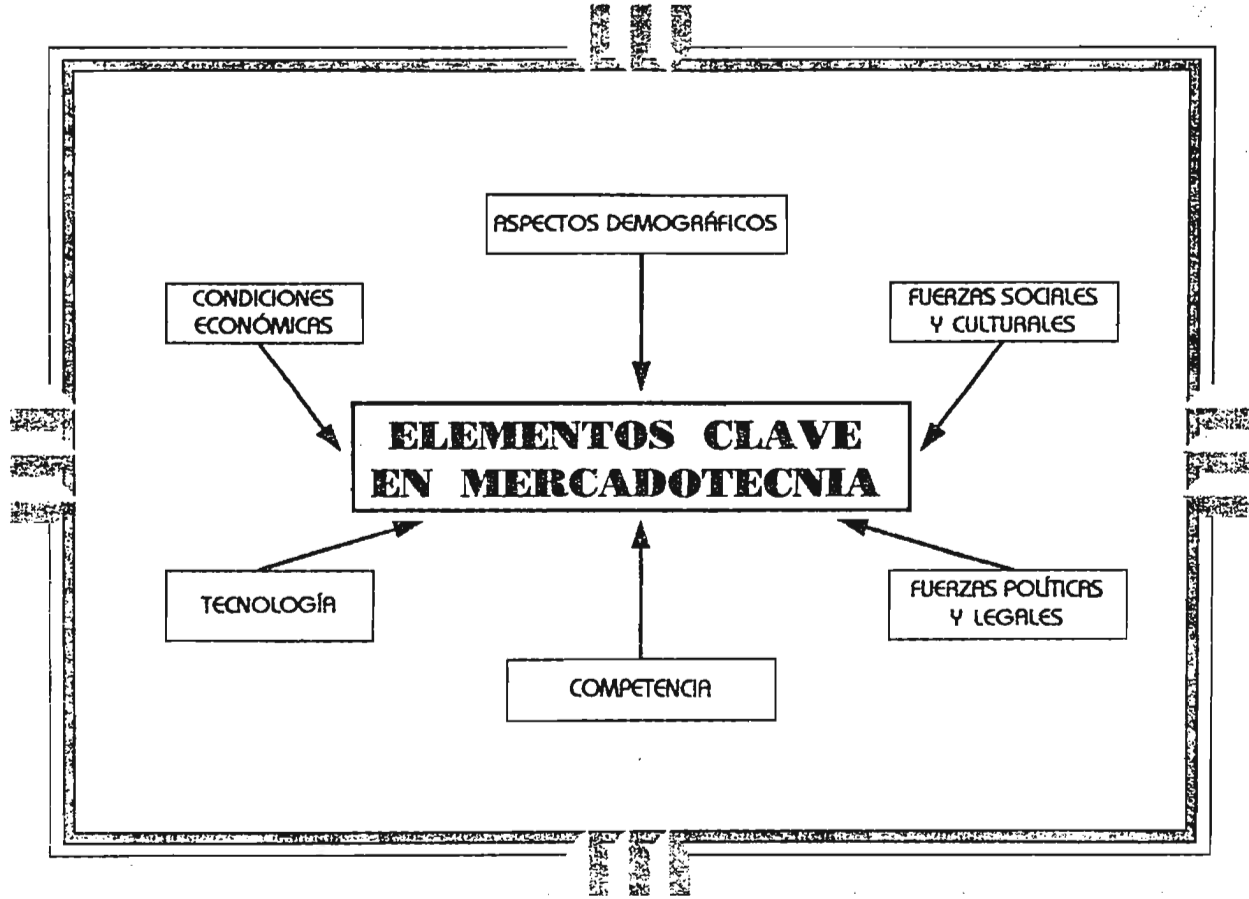 ASPECTOS DEMOGRÁFICOS
CONDICIONES
ECONÓMICAS
FUERZAS SOCIALES
Y CULTURALES
ELEMENTOS CLAVE
EN MERCADOTECNIA
TECNOLOGÍA
FUERZAS POLÍTICAS
Y LEGALES
COMPETENCIA